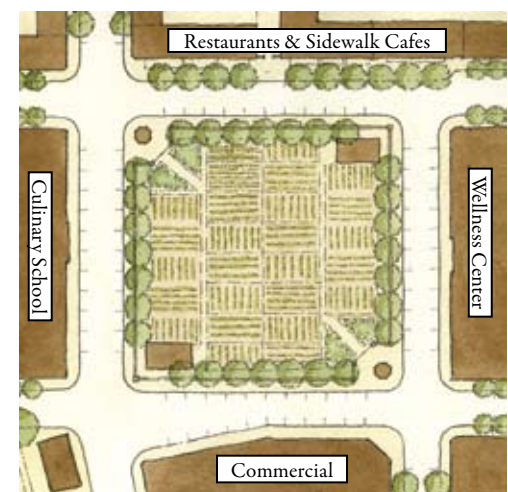 Restaurants & Sidewalk Cafes
Culinary School
Wellness Center
Commercial